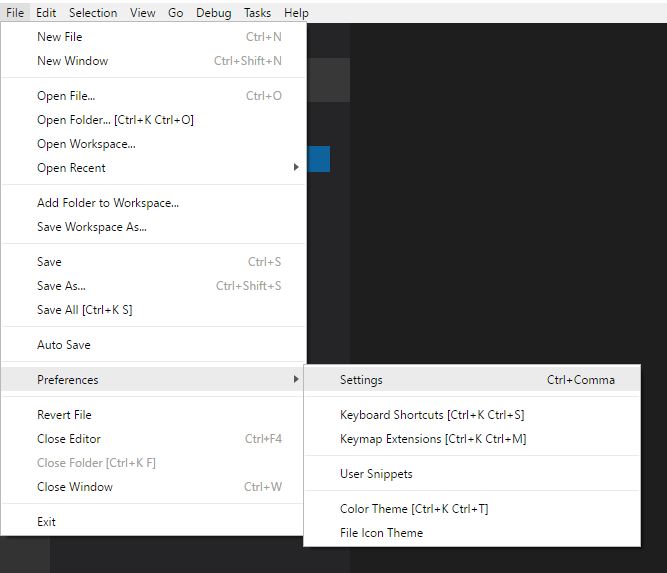 File Edit Selection View Go Debug Tasks Help
New File Ctrl+N
New Window Ctrl+Shift+N
Open File... Ctrl+O
Open Folder... [Ctrl+K Ctrl+O]
Open Workspace...
Open Recent
Add Folder to Workspace...
Save Workspace As...
Save Ctrl+S
Save As... Ctrl+Shift+S
Save All [Ctrl+K S]
Auto Save
Preferences
Revert File
Close Editor Ctrl+F4
Close Folder [Ctrl+K F]
Close Window Ctrl+W
Exit
Settings Ctrl+Comma
Keyboard Shortcuts [Ctrl+K Ctrl+S]
Keymap Extensions [Ctrl+K Ctrl+M]
User Snippets
Color Theme [Ctrl+K Ctrl+T]
File Icon Theme